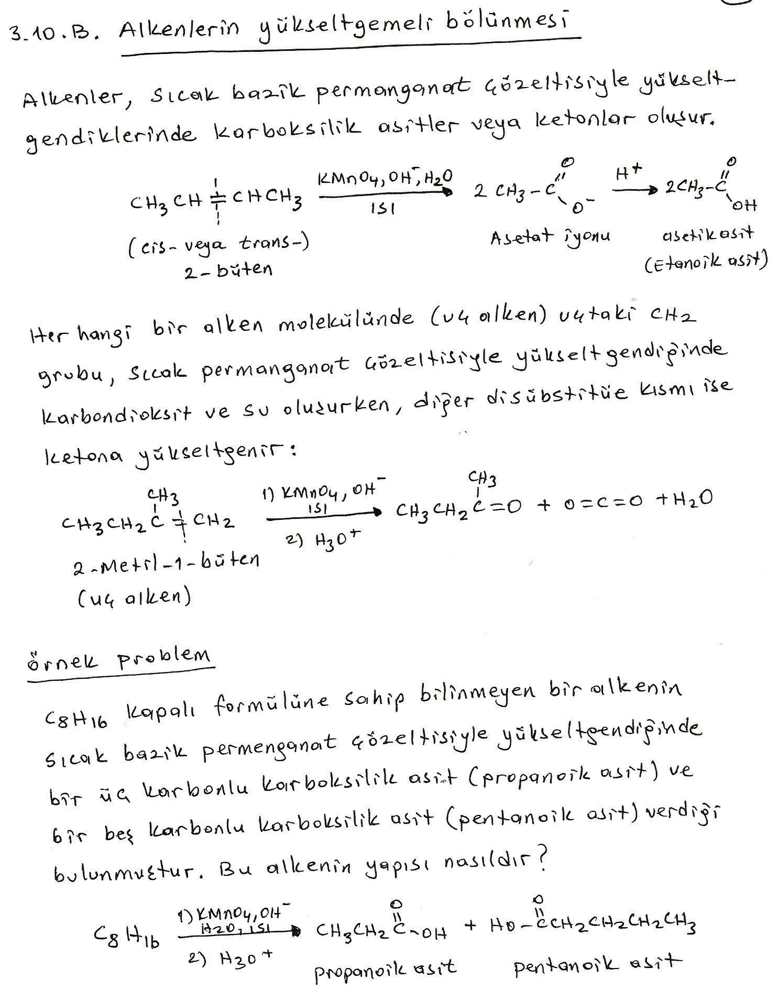 3.10.B. Alkenlerin yükseltgemeli bölünmesi
Alkenler, sıcak bazik permanganat çözeltisiyle yükselt-
gendiklerinde karboksilik asitler veya ketonlar oluşur.
CH3CH=CHCH3 KMnO4, OH⁻, H2O ısı 2 CH3-C(=O)-O⁻ H+ 2CH3-C(=O)-OH
(cis- veya trans-) Asetat iyonu asetik asit
2-büten (Etanoik asit)
Her hangi bir alken molekülünde (uç alken) uçtaki CH2
grubu, sıcak permanganat çözeltisiyle yükseltgendiğinde
karbondioksit ve su oluşurken, diğer disübstitüe kısmı ise
ketona yükseltgenir:
CH3 1) KMnO4, OH⁻ CH3
CH3CH2C=CH2 ısı CH3CH2C=O + O=C=O + H2O
2) H3O+
2-Metil-1-büten
(uç alken)
örnek problem
C8H16 kapalı formülüne sahip bilinmeyen bir alkenin
sıcak bazik permenganat çözeltisiyle yükseltgendiğinde
bir üç karbonlu karboksilik asit (propanoik asit) ve
bir beş karbonlu karboksilik asit (pentanoik asit) verdiği
bulunmuştur. Bu alkenin yapısı nasıldır?
1) KMnO4, OH⁻ O O
C8H16 H2O, ısı CH3CH2C-OH + HO-CCH2CH2CH2CH3
2) H3O+
propanoik asit pentanoik asit